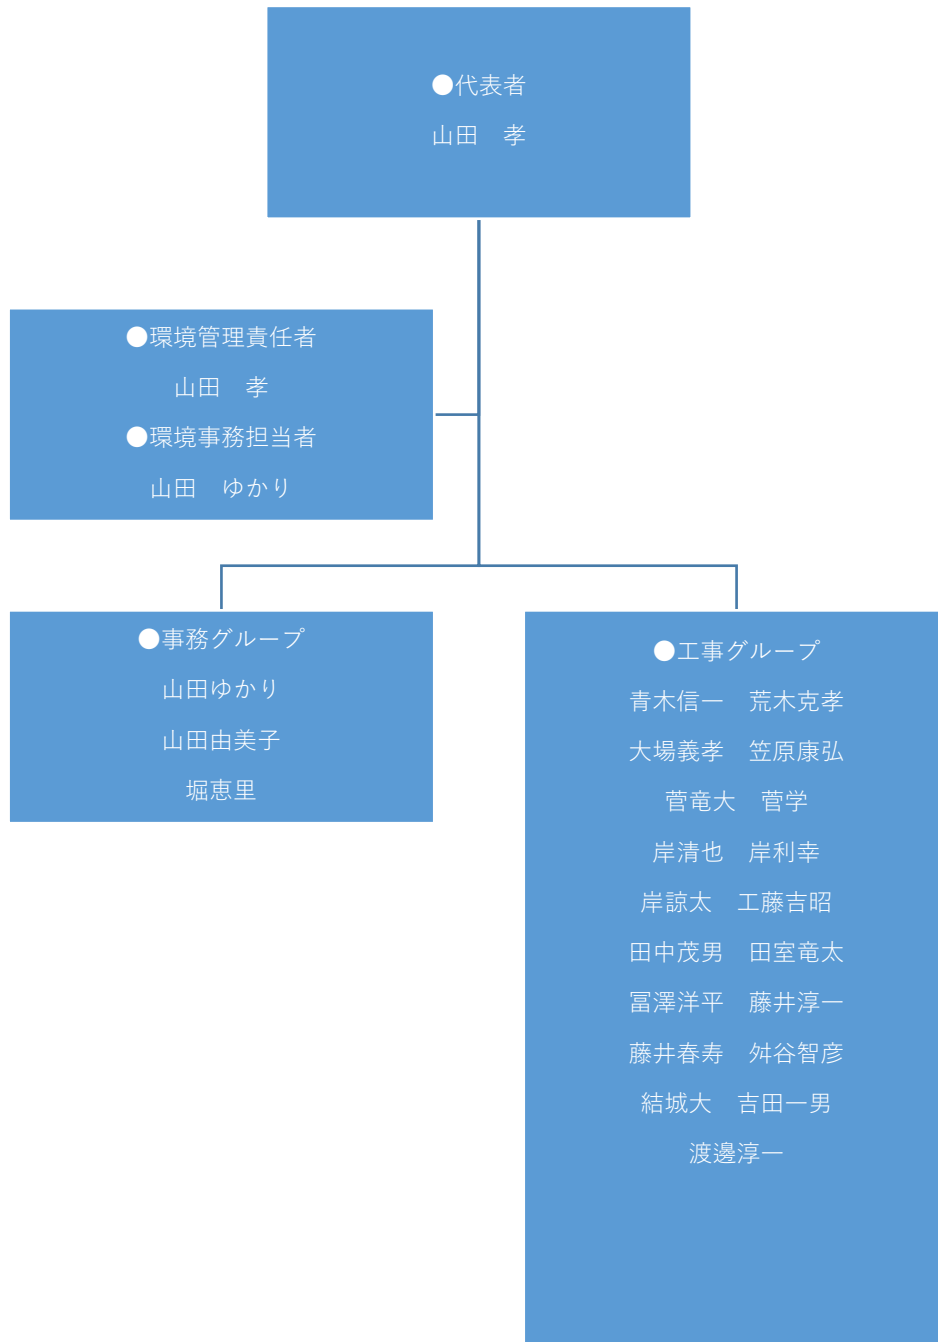 ●代表者
山田　孝
●環境管理責任者
山田　孝
●環境事務担当者
山田　ゆかり
●事務グループ
山田ゆかり
山田由美子
堀恵里
●工事グループ
青木信一　荒木克孝
大場義孝　笠原康弘
菅竜大　菅学
岸清也　岸利幸
岸諒太　工藤吉昭
田中茂男　田室竜太
冨澤洋平　藤井淳一
藤井春寿　舛谷智彦
結城大　吉田一男
渡邊淳一